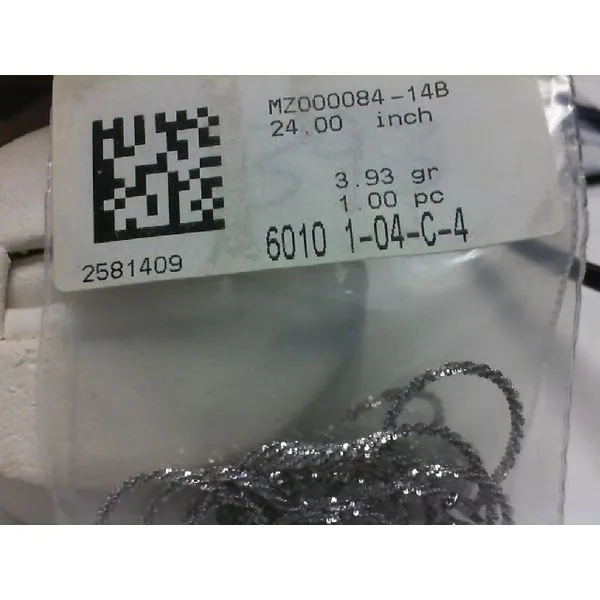 MZ000084-14B
24.00 inch
3.93 gr
1.00 pc
6010 1-04-C-4
2581409